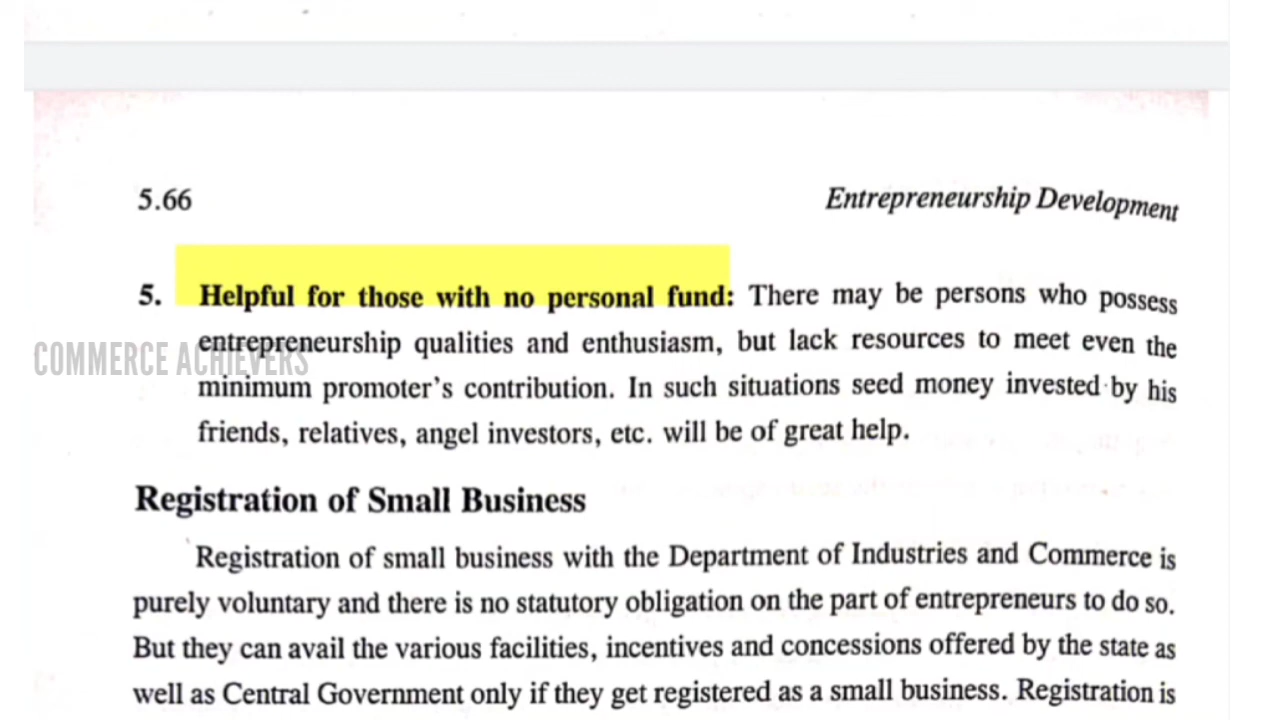 5.66
Entrepreneurship Development
5. Helpful for those with no personal fund: There may be persons who possess
entrepreneurship qualities and enthusiasm, but lack resources to meet even the
COMMERCE ACHIEVERS
minimum promoter's contribution. In such situations seed money invested by his
friends, relatives, angel investors, etc. will be of great help.
Registration of Small Business
Registration of small business with the Department of Industries and Commerce is
purely voluntary and there is no statutory obligation on the part of entrepreneurs to do so.
But they can avail the various facilities, incentives and concessions offered by the state as
well as Central Government only if they get registered as a small business. Registration is